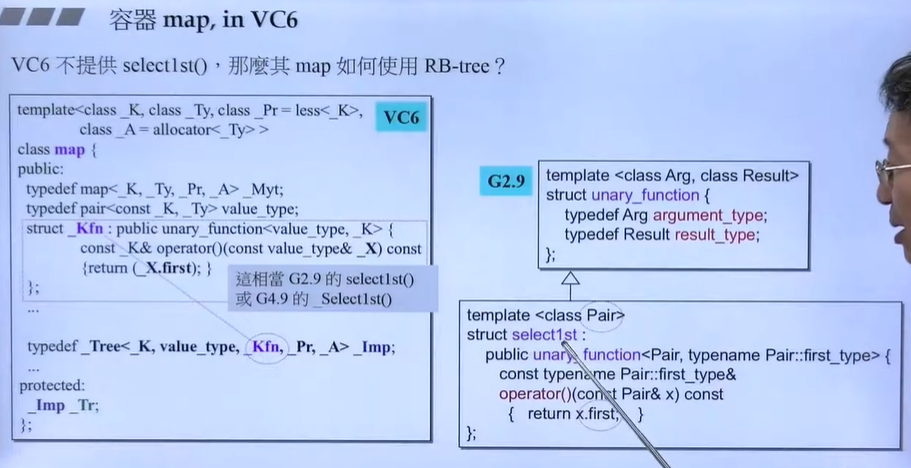 容器 map, in VC6
VC6 不提供 select1st()，那麼其 map 如何使用 RB-tree？
template<class _K, class _Ty, class _Pr = less<_K>,
class _A = allocator<_Ty> >
class map {
public:
typedef map<_K, _Ty, _Pr, _A> _Myt;
typedef pair<const _K, _Ty> value_type;
struct _Kfn : public unary_function<value_type, _K> {
const _K& operator()(const value_type& _X) const
{return (_X.first); }
};
...
typedef _Tree<_K, value_type, _Kfn, _Pr, _A> _Imp;
...
protected:
_Imp _Tr;
};
VC6
這相當 G2.9 的 select1st()
或 G4.9 的 _Select1st()
G2.9
template <class Arg, class Result>
struct unary_function {
typedef Arg argument_type;
typedef Result result_type;
};
template <class Pair>
struct select1st :
public unary_function<Pair, typename Pair::first_type> {
const typename Pair::first_type&
operator()(const Pair& x) const
{ return x.first; }
};